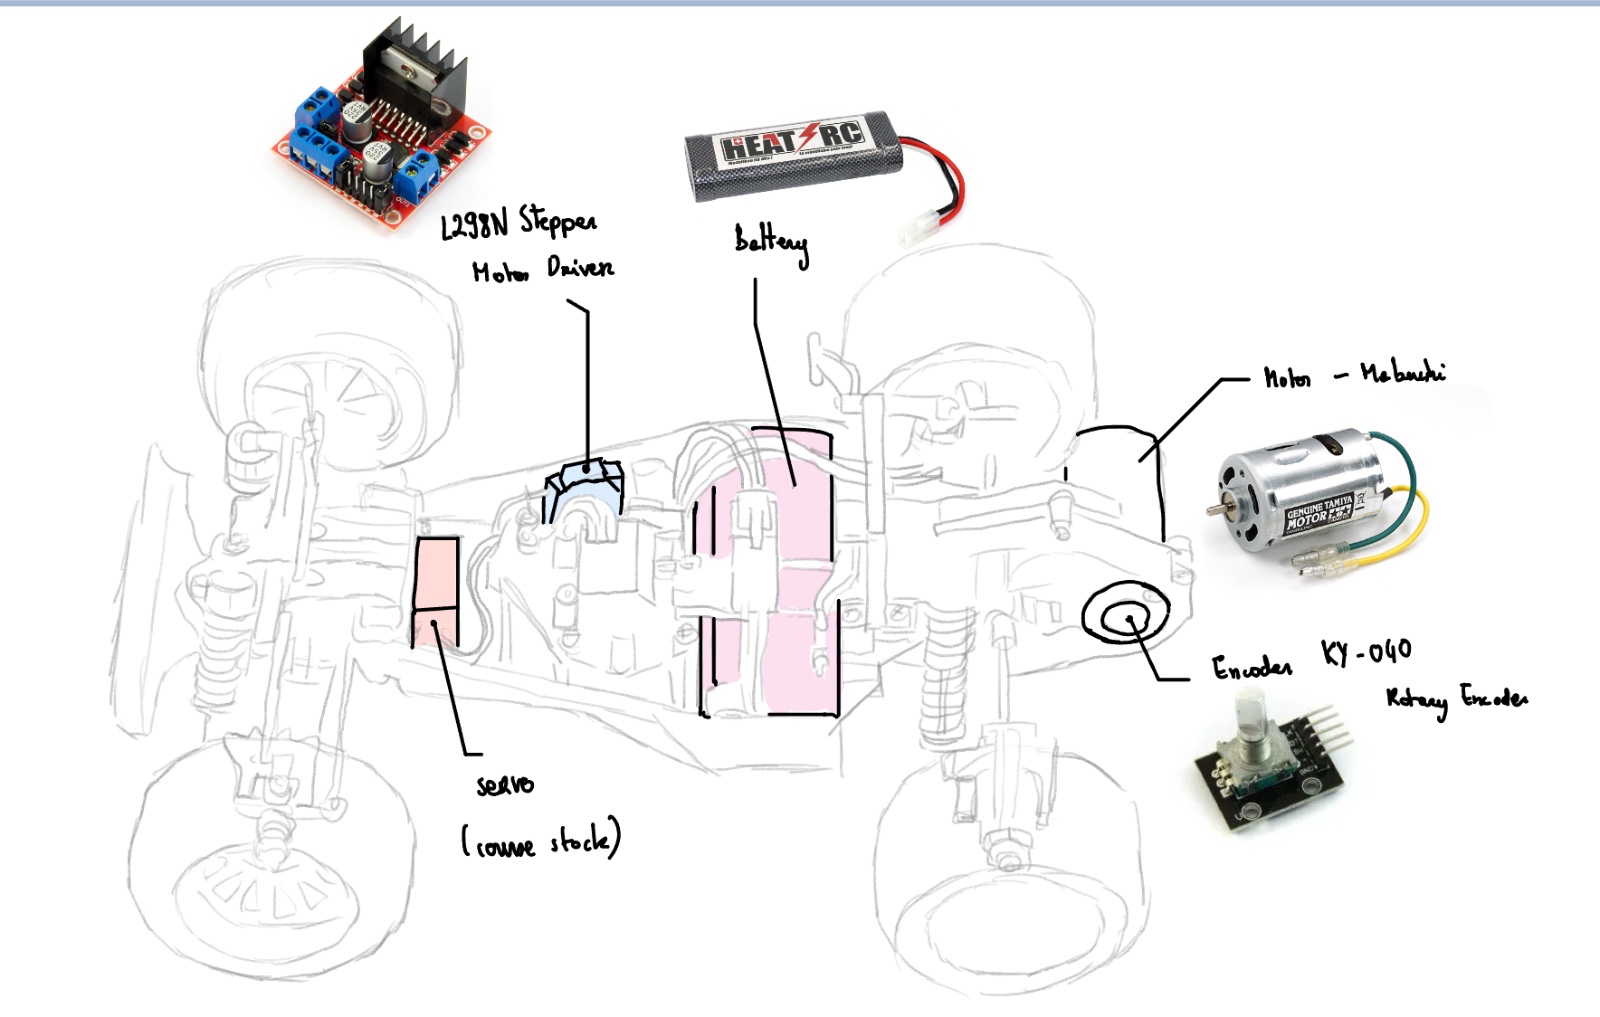 L298N Stepper
Motor Driver
HEAT RC
Battery
Motor - Mabuchi
GENUINE TAMIYA
MOTOR
Encoder KY-040
Rotary Encoder
GND
servo
(course stock)